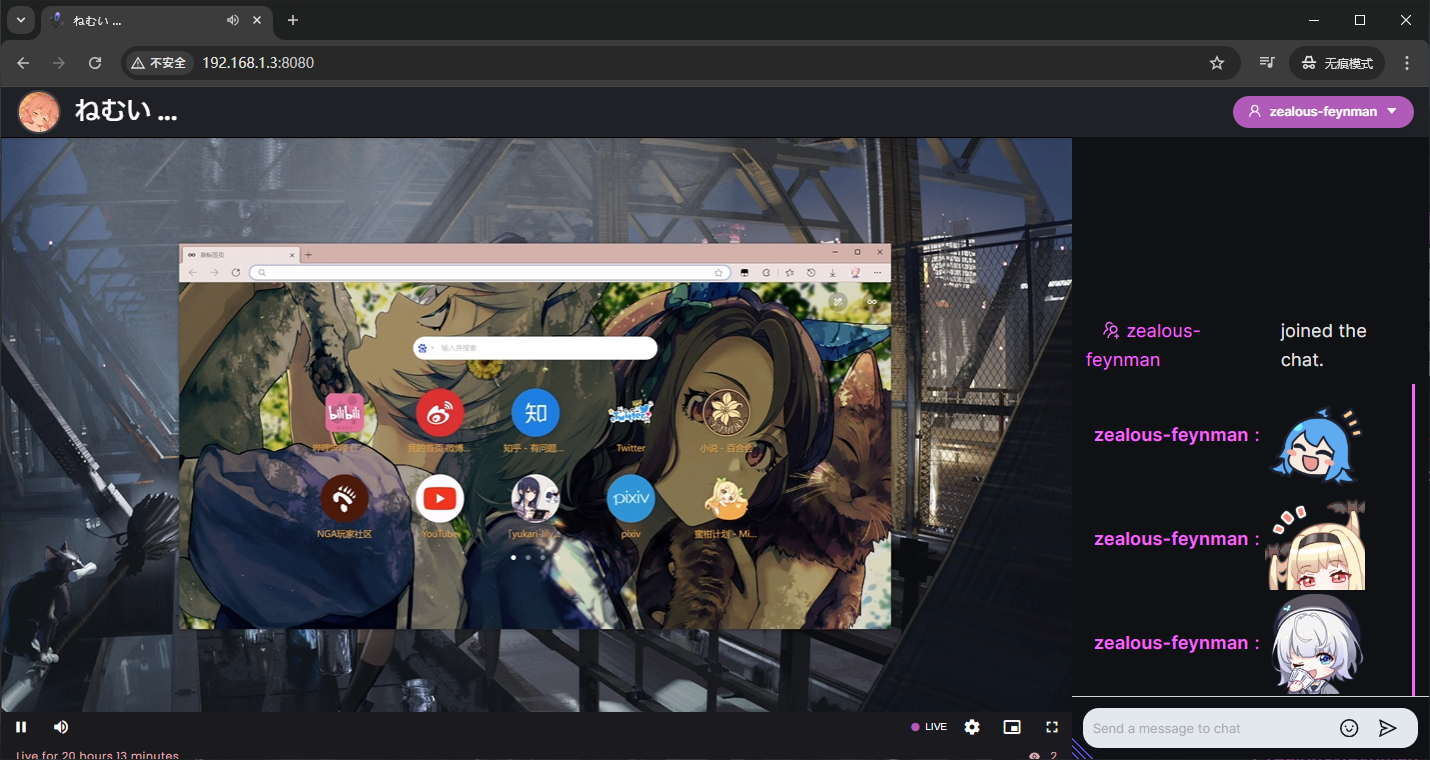 ねむい ...
不安全
192.168.1.3:8080
无痕模式
ねむい ...
zealous-feynman
新标签页
输入并搜索
bilibili
知
我的首页 微博...
知乎 - 有问题...
Twitter
小说 - 百合会
pixiv
NGA玩家社区
YouTube
「yukari-lily...
pixiv
蜜柑计划 - Mi...
zealous-feynman joined the chat.
zealous-feynman :
zealous-feynman :
zealous-feynman :
LIVE
Send a message to chat
Live for 20 hours 13 minutes
2